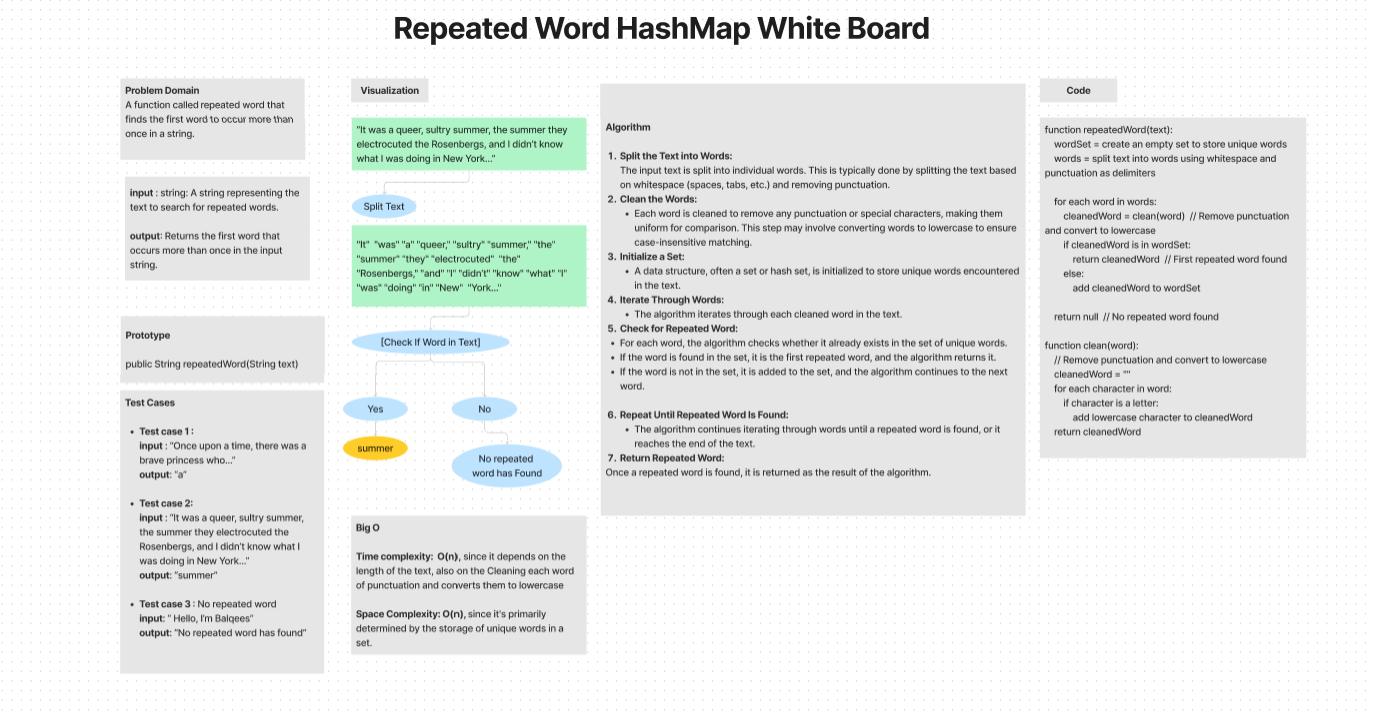 Repeated Word HashMap White Board
Problem Domain
A function called repeated word that
finds the first word to occur more than
once in a string.
input : string: A string representing the
text to search for repeated words.
output: Returns the first word that
occurs more than once in the input
string.
Prototype
public String repeatedWord(String text)
Test Cases
• Test case 1 :
input : "Once upon a time, there was a
brave princess who..."
output: "a"
• Test case 2:
input : "It was a queer, sultry summer,
the summer they electrocuted the
Rosenbergs, and I didn't know what I
was doing in New York..."
output: "summer"
• Test case 3 : No repeated word
input: " Hello, I'm Balqees"
output: "No repeated word has found"
Visualization
"It was a queer, sultry summer, the summer they
electrocuted the Rosenbergs, and I didn't know
what I was doing in New York..."
Split Text
"It" "was" "a" "queer," "sultry" "summer," "the"
"summer" "they" "electrocuted" "the"
"Rosenbergs," "and" "I" "didn't" "know" "what" "I"
"was" "doing" "in" "New" "York..."
[Check If Word in Text]
Yes
No
summer
No repeated
word has Found
Big O
Time complexity: O(n), since it depends on the
length of the text, also on the Cleaning each word
of punctuation and converts them to lowercase
Space Complexity: O(n), since it's primarily
determined by the storage of unique words in a
set.
Algorithm
1. Split the Text into Words:
The input text is split into individual words. This is typically done by splitting the text based
on whitespace (spaces, tabs, etc.) and removing punctuation.
2. Clean the Words:
• Each word is cleaned to remove any punctuation or special characters, making them
uniform for comparison. This step may involve converting words to lowercase to ensure
case-insensitive matching.
3. Initialize a Set:
• A data structure, often a set or hash set, is initialized to store unique words encountered
in the text.
4. Iterate Through Words:
• The algorithm iterates through each cleaned word in the text.
5. Check for Repeated Word:
• For each word, the algorithm checks whether it already exists in the set of unique words.
• If the word is found in the set, it is the first repeated word, and the algorithm returns it.
• If the word is not in the set, it is added to the set, and the algorithm continues to the next
word.
6. Repeat Until Repeated Word Is Found:
• The algorithm continues iterating through words until a repeated word is found, or it
reaches the end of the text.
7. Return Repeated Word:
Once a repeated word is found, it is returned as the result of the algorithm.
Code
function repeatedWord(text):
wordSet = create an empty set to store unique words
words = split text into words using whitespace and
punctuation as delimiters
for each word in words:
cleanedWord = clean(word) // Remove punctuation
and convert to lowercase
if cleanedWord is in wordSet:
return cleanedWord // First repeated word found
else:
add cleanedWord to wordSet
return null // No repeated word found
function clean(word):
// Remove punctuation and convert to lowercase
cleanedWord = ""
for each character in word:
if character is a letter:
add lowercase character to cleanedWord
return cleanedWord